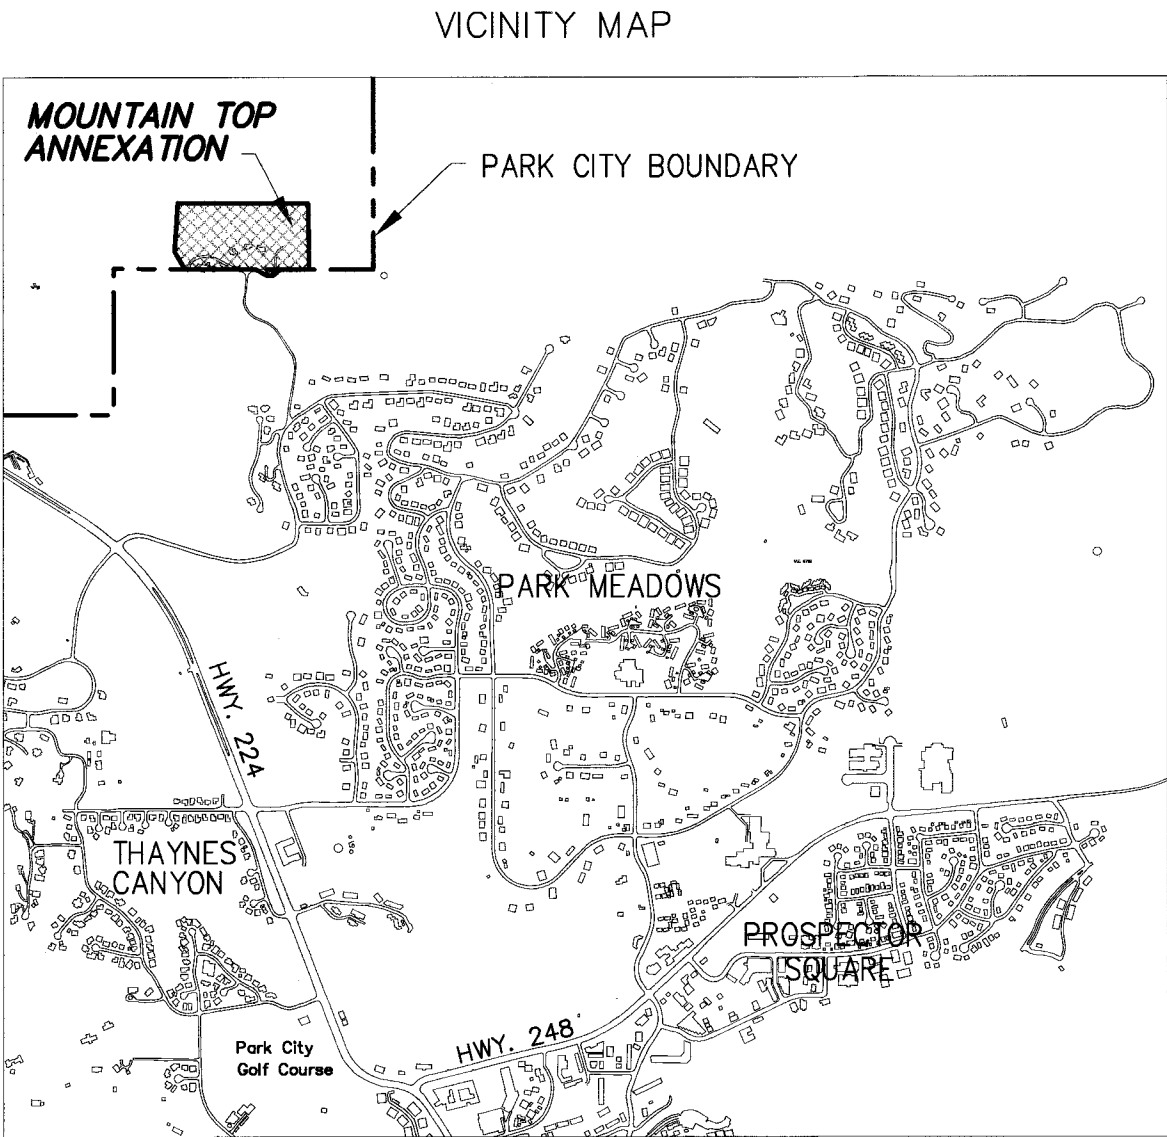 VICINITY MAP
MOUNTAIN TOP
ANNEXATION
PARK CITY BOUNDARY
PARK MEADOWS
HWY. 224
THAYNES
CANYON
PROSPECTOR
SQUARE
HWY. 248
Park City
Golf Course